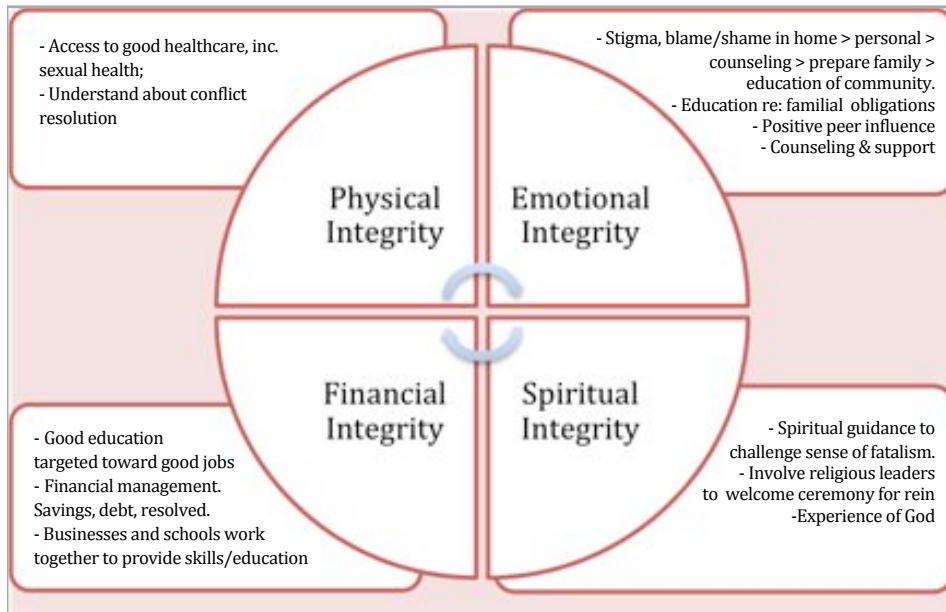 - Access to good healthcare, inc.
sexual health;
- Understand about conflict
resolution
- Stigma, blame/shame in home > personal >
counseling > prepare family >
education of community.
- Education re: familial obligations
- Positive peer influence
- Counseling & support
Physical
Integrity
Emotional
Integrity
Financial
Integrity
Spiritual
Integrity
- Good education
targeted toward good jobs
- Financial management.
Savings, debt, resolved.
- Businesses and schools work
together to provide skills/education
- Spiritual guidance to
challenge sense of fatalism.
- Involve religious leaders
to welcome ceremony for rein
-Experience of God